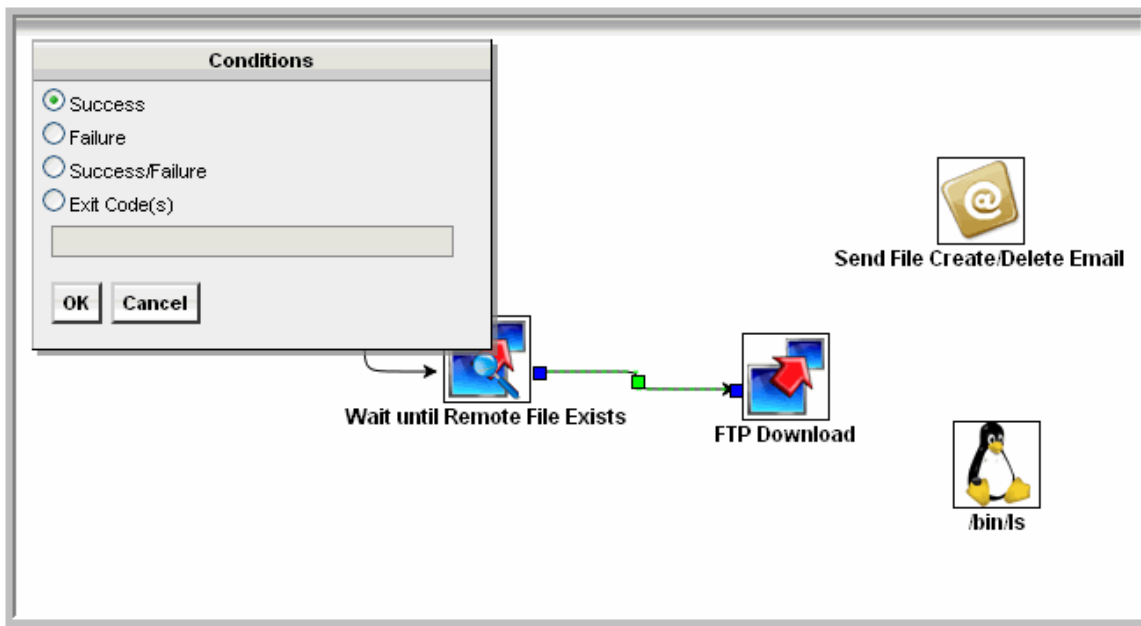 Conditions
Success
Failure
Success/Failure
Exit Code(s)
OK Cancel
@
Send File Create/Delete Email
Wait until Remote File Exists
FTP Download
/bin/ls